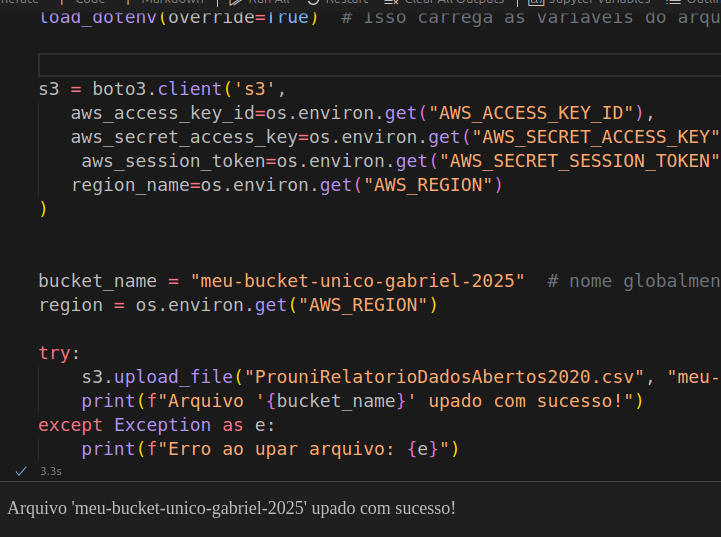 Code Markdown Run All Restart Clear All Outputs Jupyter Variables
load_dotenv(override=True)  # Isso carrega as variáveis do arqu
s3 = boto3.client('s3',
   aws_access_key_id=os.environ.get("AWS_ACCESS_KEY_ID"),
   aws_secret_access_key=os.environ.get("AWS_SECRET_ACCESS_KEY"
    aws_session_token=os.environ.get("AWS_SECRET_SESSION_TOKEN"
   region_name=os.environ.get("AWS_REGION")
)
bucket_name = "meu-bucket-unico-gabriel-2025"  # nome globalmen
region = os.environ.get("AWS_REGION")
try:
    s3.upload_file("ProuniRelatorioDadosAbertos2020.csv", "meu-
    print(f"Arquivo '{bucket_name}' upado com sucesso!")
except Exception as e:
    print(f"Erro ao upar arquivo: {e}")
3.3s
Arquivo 'meu-bucket-unico-gabriel-2025' upado com sucesso!